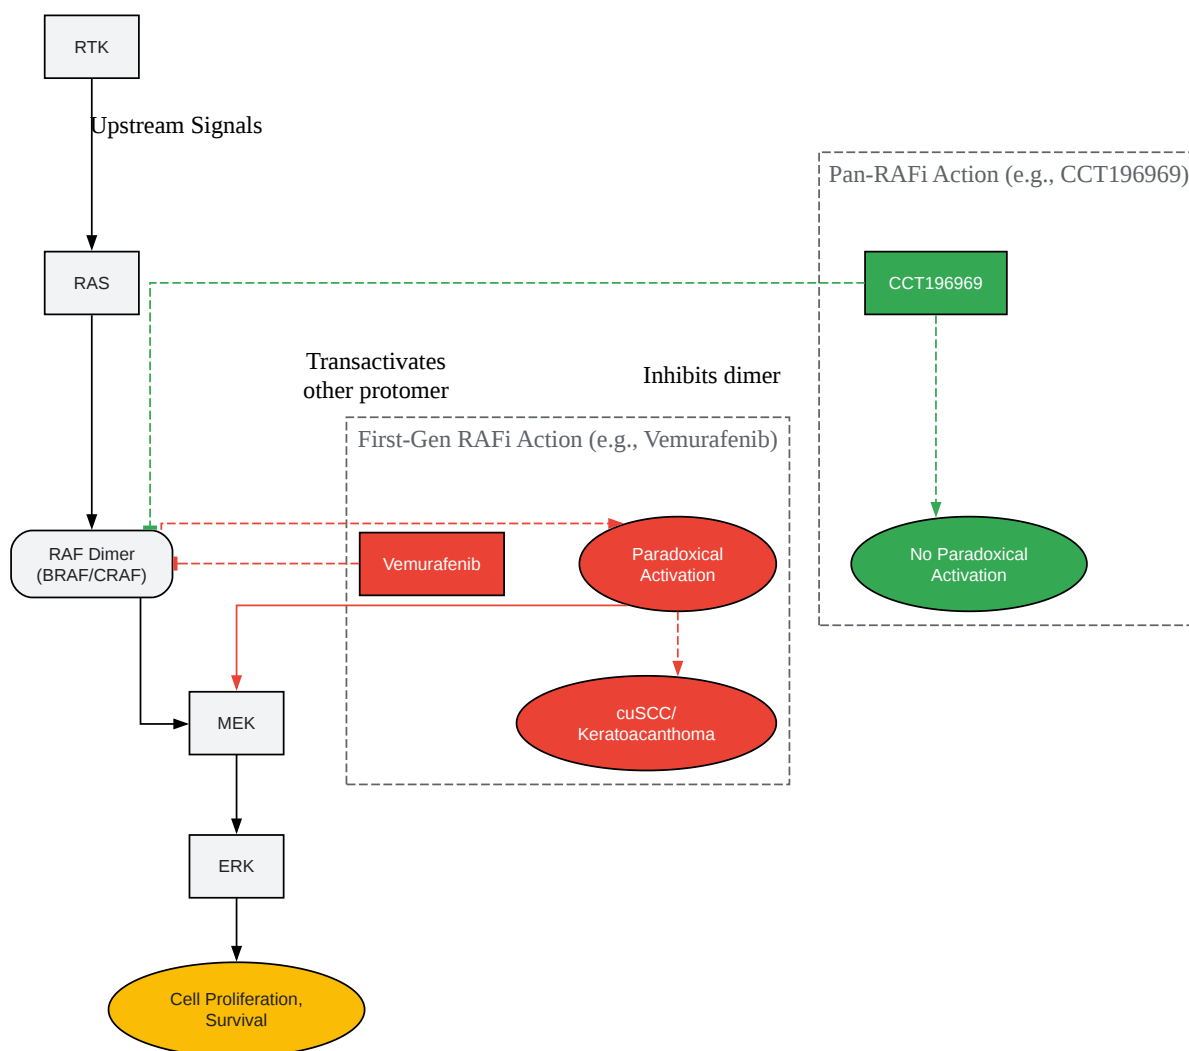 RTK
Upstream Signals
Pan-RAFi Action (e.g., CCT196969)
RAS
CCT196969
Transactivates
other protomer
Inhibits dimer
First-Gen RAFi Action (e.g., Vemurafenib)
RAF Dimer
(BRAF/CRAF)
Vemurafenib
Paradoxical
Activation
No Paradoxical
Activation
MEK
cuSCC/
Keratoacanthoma
ERK
Cell Proliferation,
Survival